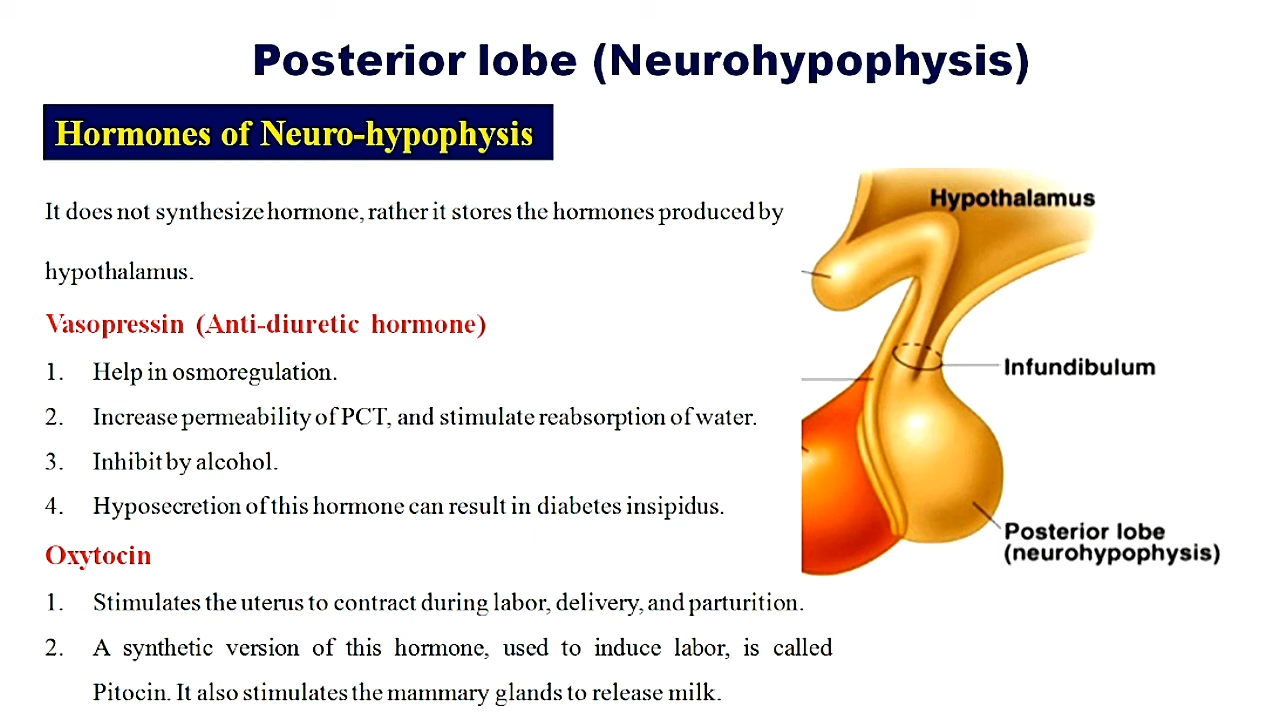 Posterior lobe (Neurohypophysis)
Hormones of Neuro-hypophysis
It does not synthesize hormone, rather it stores the hormones produced by
hypothalamus.
Vasopressin (Anti-diuretic hormone)
1. Help in osmoregulation.
2. Increase permeability of PCT, and stimulate reabsorption of water.
3. Inhibit by alcohol.
4. Hyposecretion of this hormone can result in diabetes insipidus.
Oxytocin
1. Stimulates the uterus to contract during labor, delivery, and parturition.
2. A synthetic version of this hormone, used to induce labor, is called
Pitocin. It also stimulates the mammary glands to release milk.
Hypothalamus
Infundibulum
Posterior lobe
(neurohypophysis)